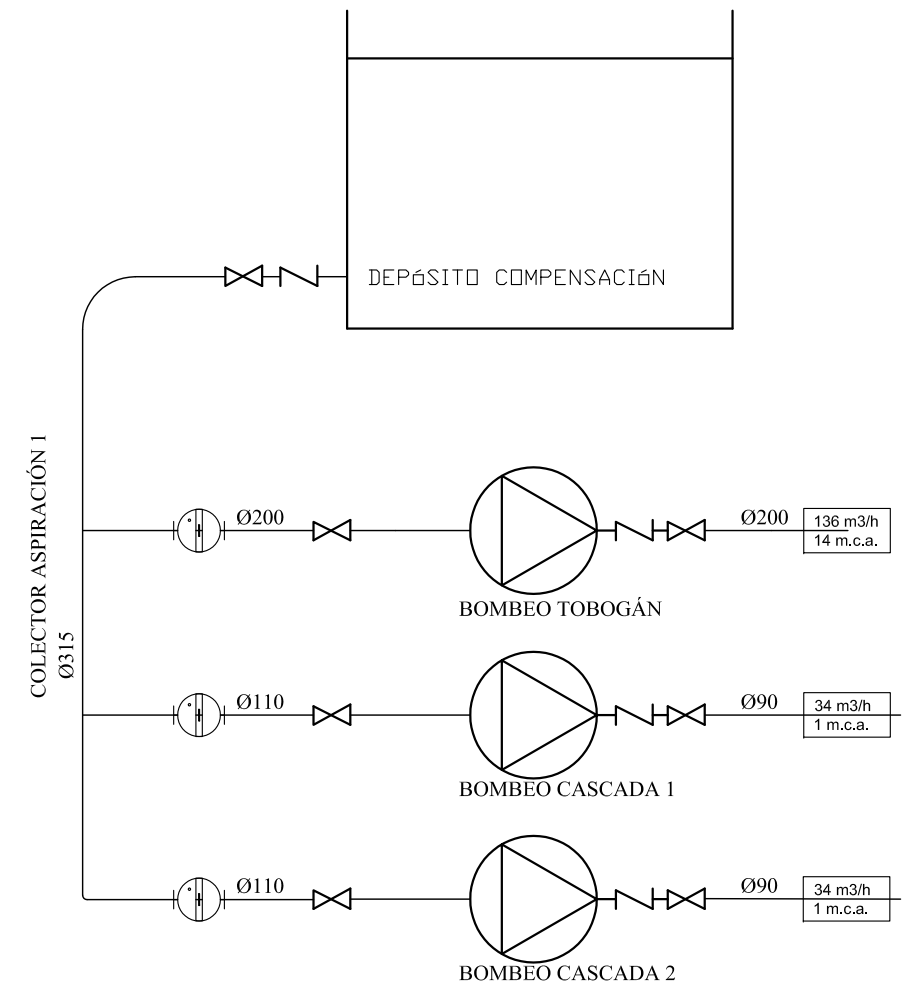 DEPóSITO COMPENSACIóN
COLECTOR ASPIRACIÓN 1
Ø315
Ø200
Ø200
136 m3/h
14 m.c.a.
BOMBEO TOBOGÁN
Ø110
Ø90
34 m3/h
1 m.c.a.
BOMBEO CASCADA 1
Ø110
Ø90
34 m3/h
1 m.c.a.
BOMBEO CASCADA 2